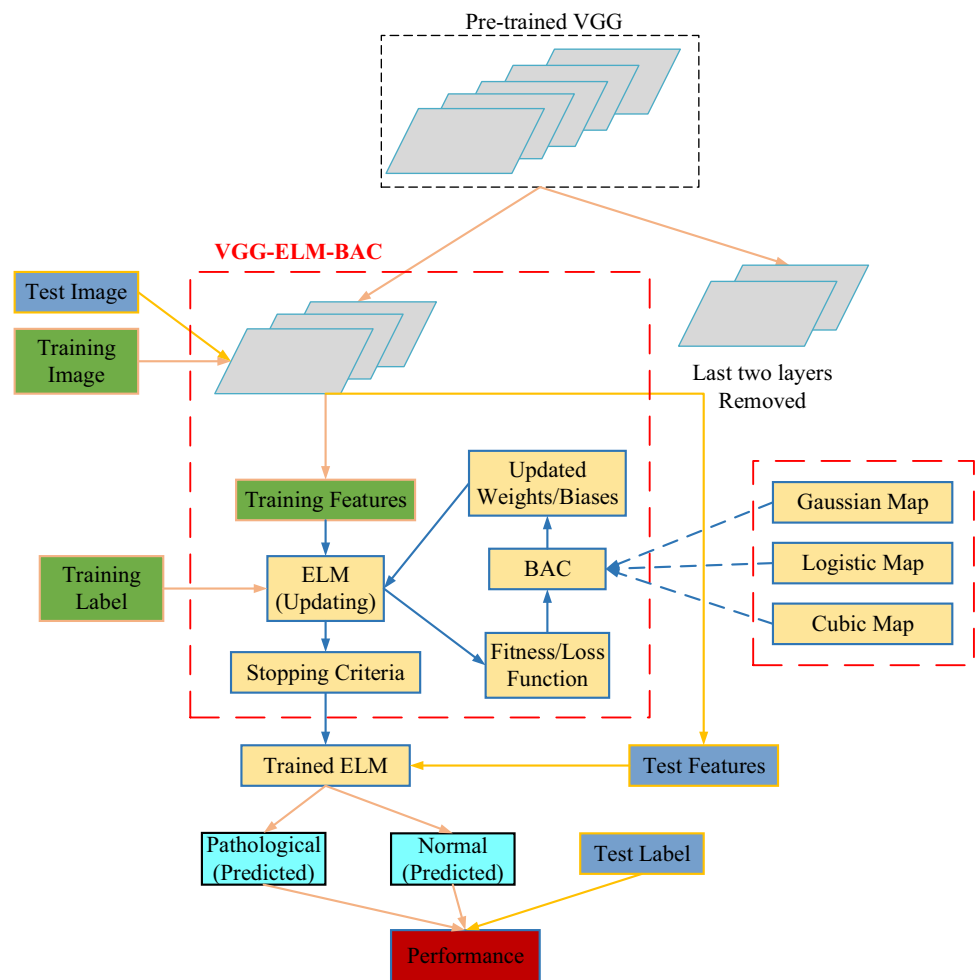 Pre-trained VGG
VGG-ELM-BAC
Test Image
Training
Image
Last two layers
Removed
Training Features
Updated
Weights/Biases
Gaussian Map
Training
Label
ELM
(Updating)
BAC
Logistic Map
Cubic Map
Stopping Criteria
Fitness/Loss
Function
Trained ELM
Test Features
Pathological
(Predicted)
Normal
(Predicted)
Test Label
Performance